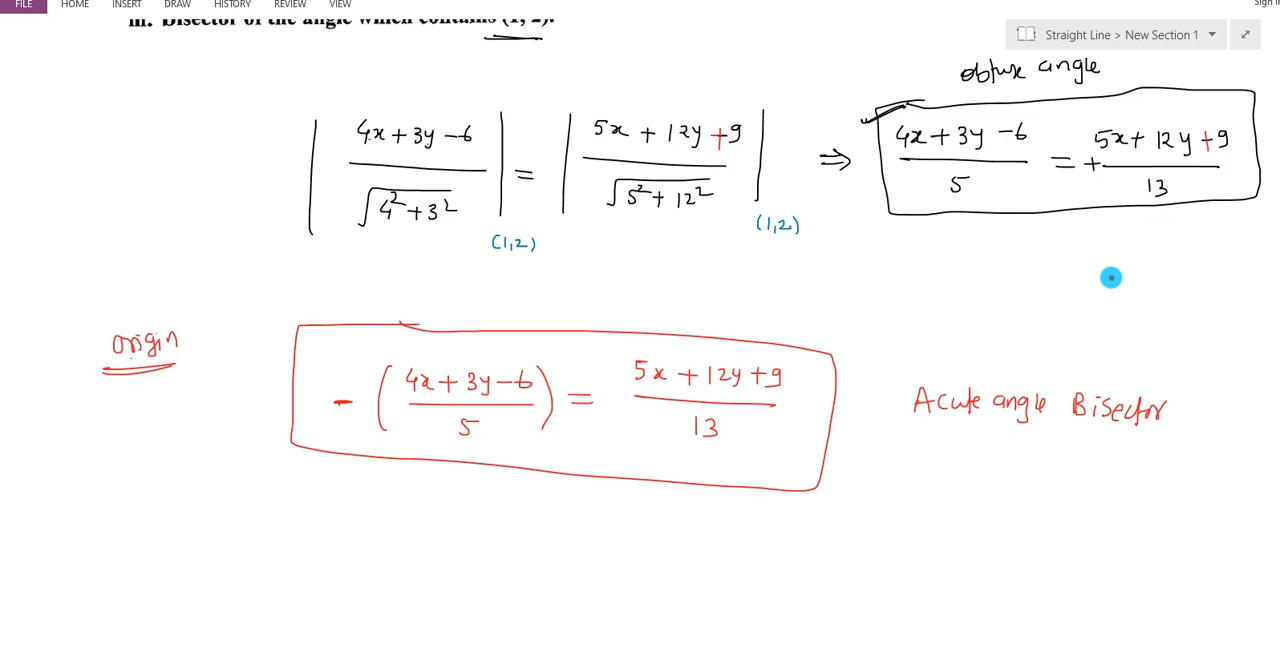 FILE HOME INSERT DRAW HISTORY REVIEW VIEW Sign in
iii. Bisector of the angle which contains (1, 2).
Straight Line > New Section 1
obtuse angle
| (4x + 3y - 6) / √(4² + 3²) | = | (5x + 12y + 9) / √(5² + 12²) | ⇒ (4x + 3y - 6) / 5 = + (5x + 12y + 9) / 13
(1,2) (1,2)
origin
- ( (4x + 3y - 6) / 5 ) = (5x + 12y + 9) / 13
Acute angle Bisector